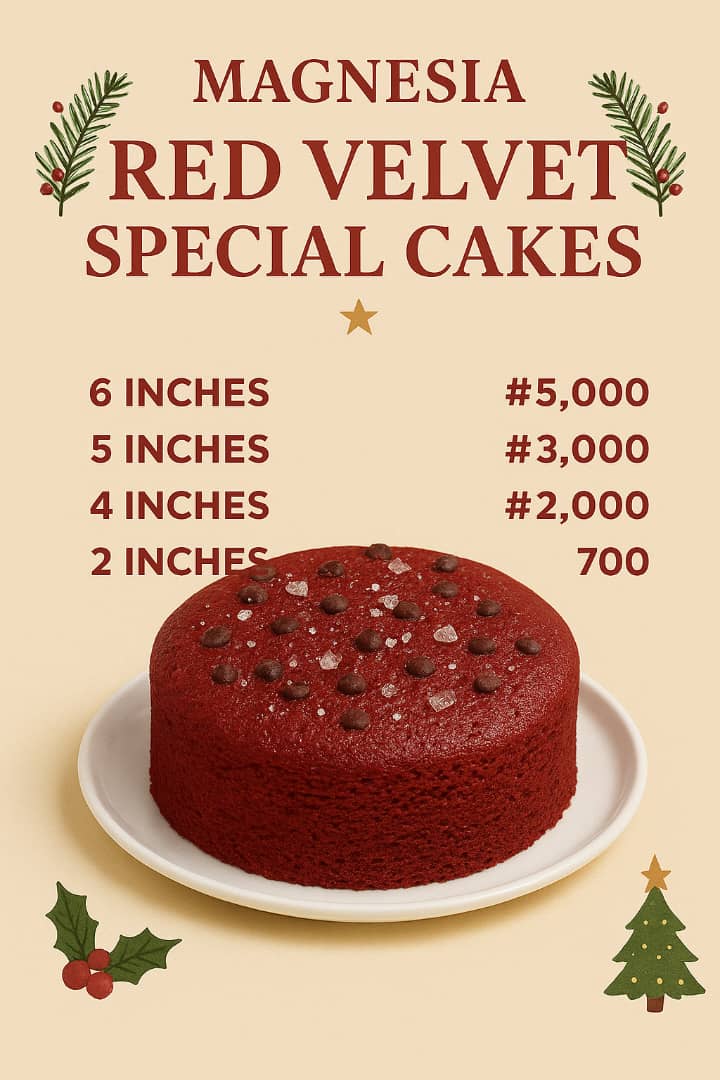 MAGNESIA
RED VELVET
SPECIAL CAKES
6 INCHES #5,000
5 INCHES #3,000
4 INCHES #2,000
2 INCHES 700